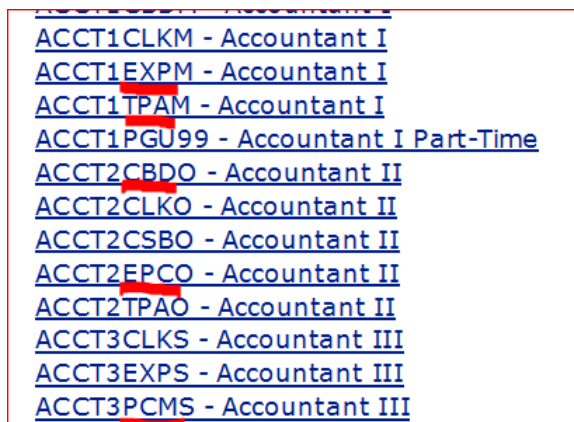 ACCT1CLKM - Accountant I
ACCT1EXPM - Accountant I
ACCT1TPAM - Accountant I
ACCT1PGU99 - Accountant I Part-Time
ACCT2CBDO - Accountant II
ACCT2CLKO - Accountant II
ACCT2CSBO - Accountant II
ACCT2EPCO - Accountant II
ACCT2TPAO - Accountant II
ACCT3CLKS - Accountant III
ACCT3EXPS - Accountant III
ACCT3PCMS - Accountant III